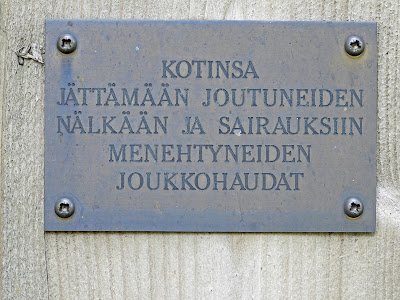 KOTINSA
JÄTTÄMÄÄN JOUTUNEIDEN
NÄLKÄÄN JA SAIRAUKSIIN
MENEHTYNEIDEN
JOUKKOHAUDAT